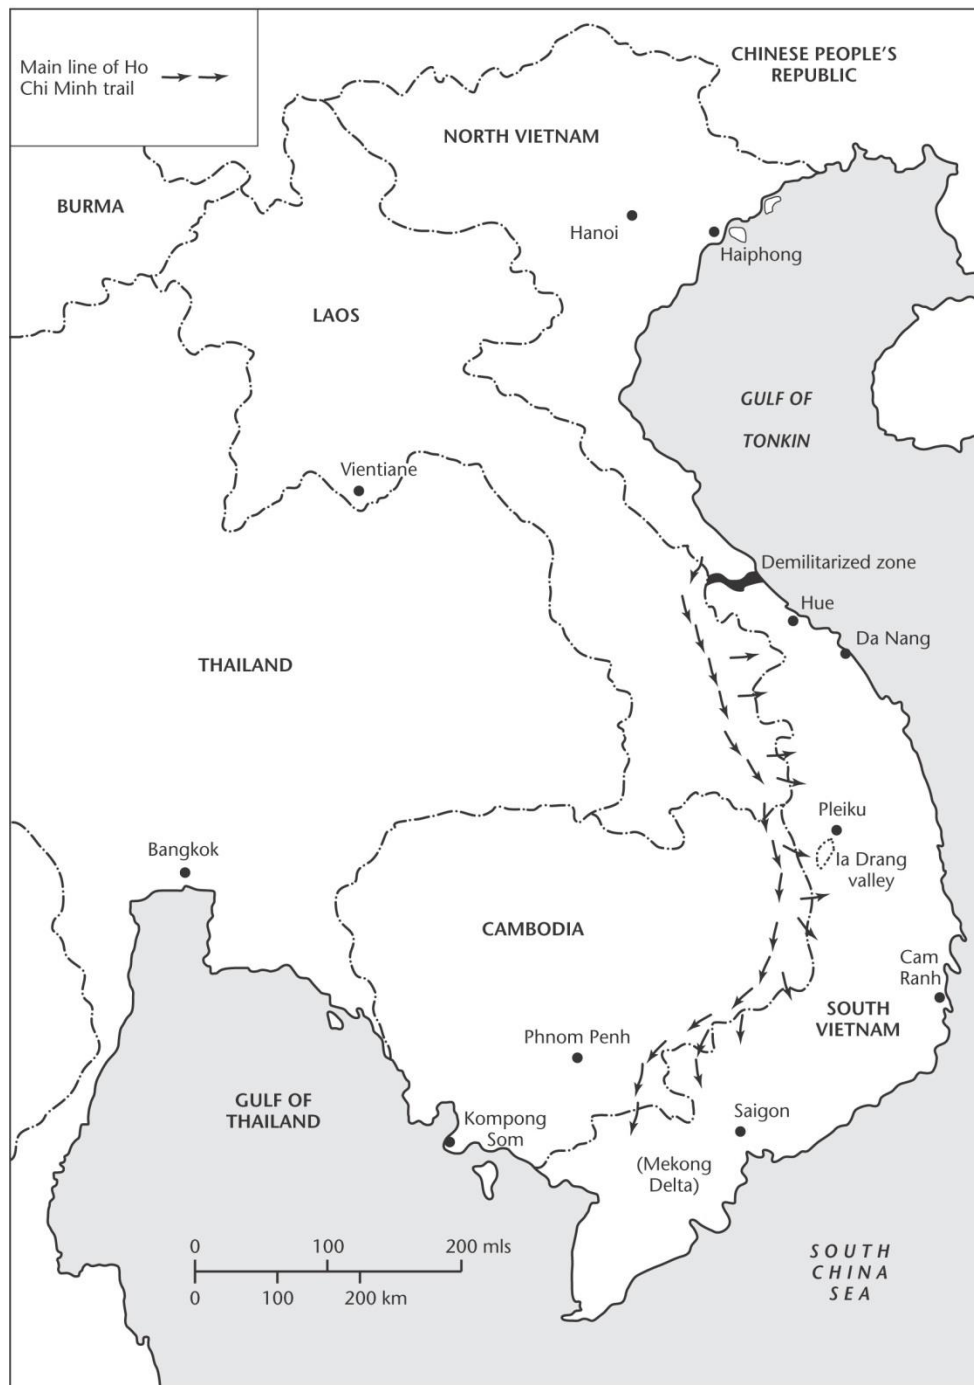 Main line of Ho
Chi Minh trail
CHINESE PEOPLE'S
REPUBLIC
NORTH VIETNAM
BURMA
Hanoi
Haiphong
LAOS
GULF OF
TONKIN
Vientiane
Demilitarized zone
Hue
Da Nang
THAILAND
Pleiku
Ia Drang
valley
Bangkok
CAMBODIA
Cam
Ranh
SOUTH
VIETNAM
Phnom Penh
GULF OF
THAILAND
Kompong
Som
Saigon
(Mekong
Delta)
0 100 200 mls
0 100 200 km
SOUTH
CHINA
SEA